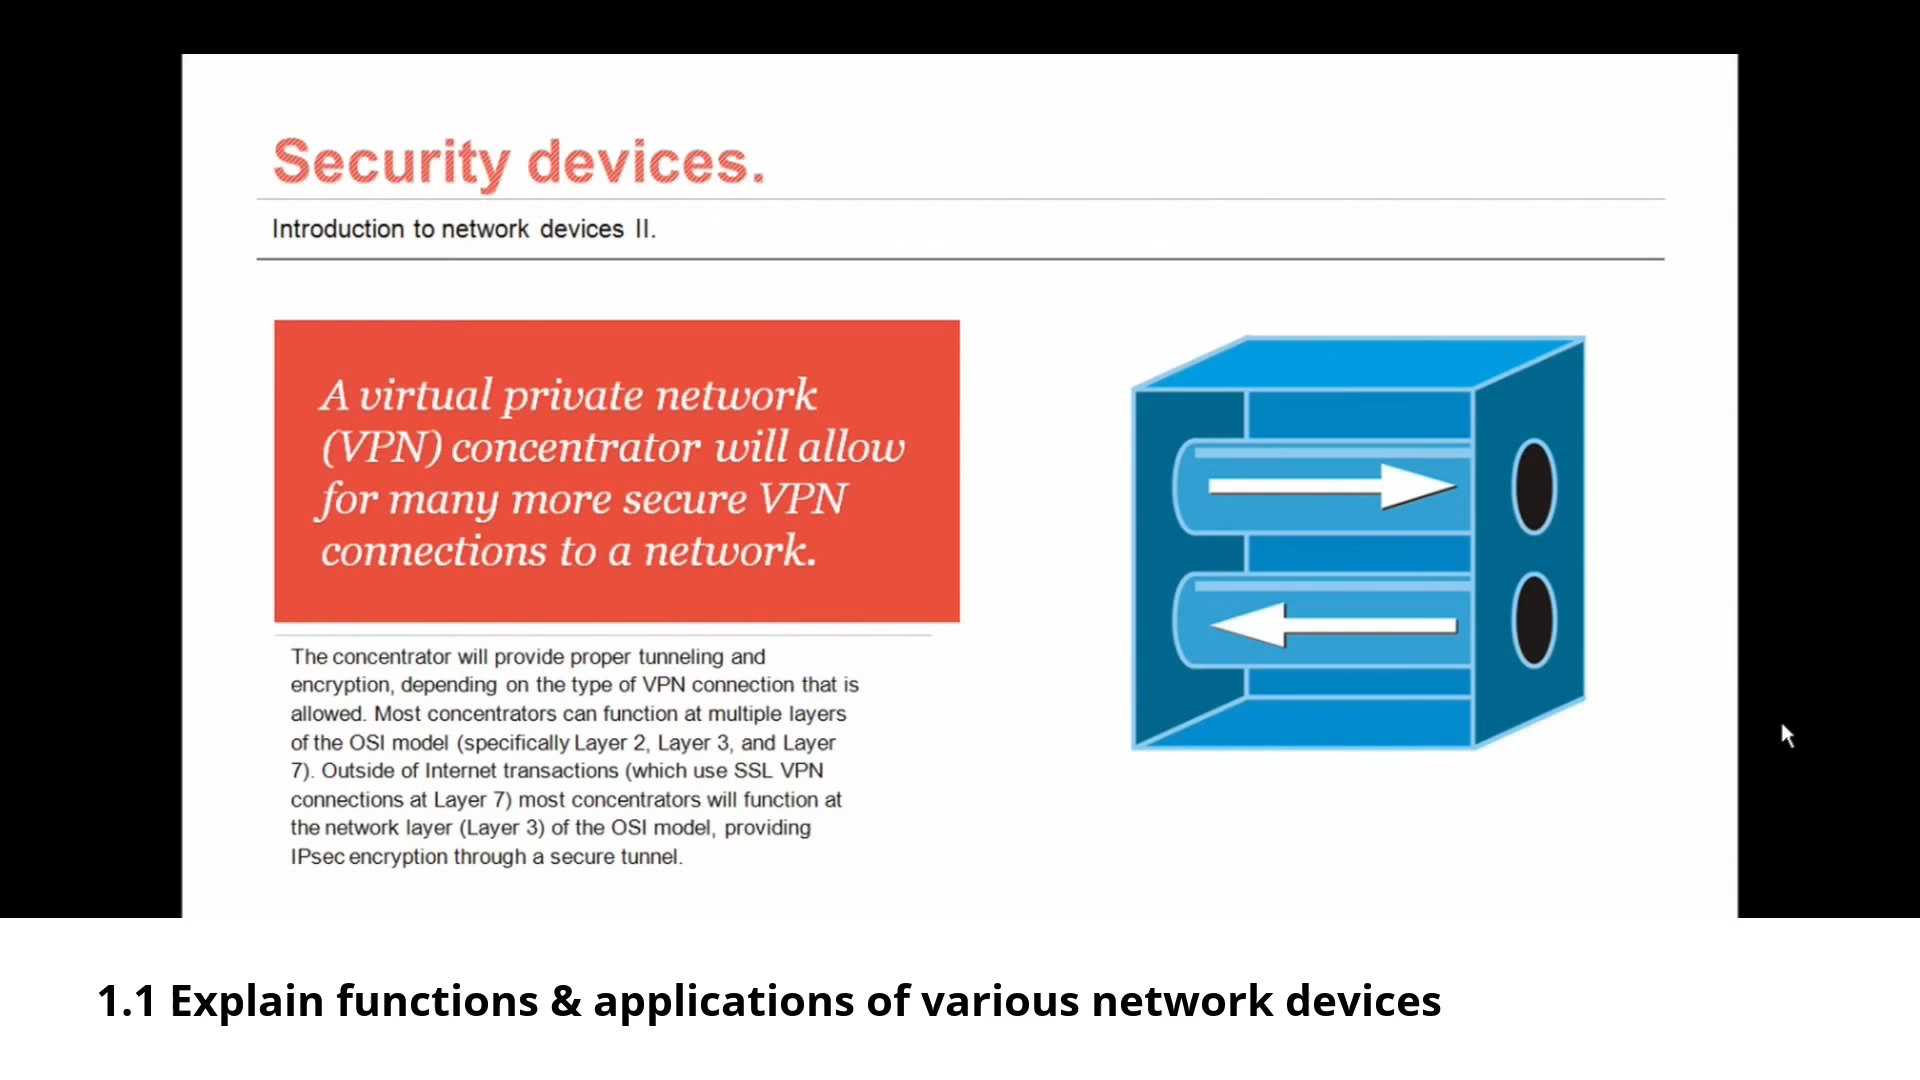 Security devices.
Introduction to network devices II.
A virtual private network
(VPN) concentrator will allow
for many more secure VPN
connections to a network.
The concentrator will provide proper tunneling and
encryption, depending on the type of VPN connection that is
allowed. Most concentrators can function at multiple layers
of the OSI model (specifically Layer 2, Layer 3, and Layer
7). Outside of Internet transactions (which use SSL VPN
connections at Layer 7) most concentrators will function at
the network layer (Layer 3) of the OSI model, providing
IPsec encryption through a secure tunnel.
1.1 Explain functions & applications of various network devices